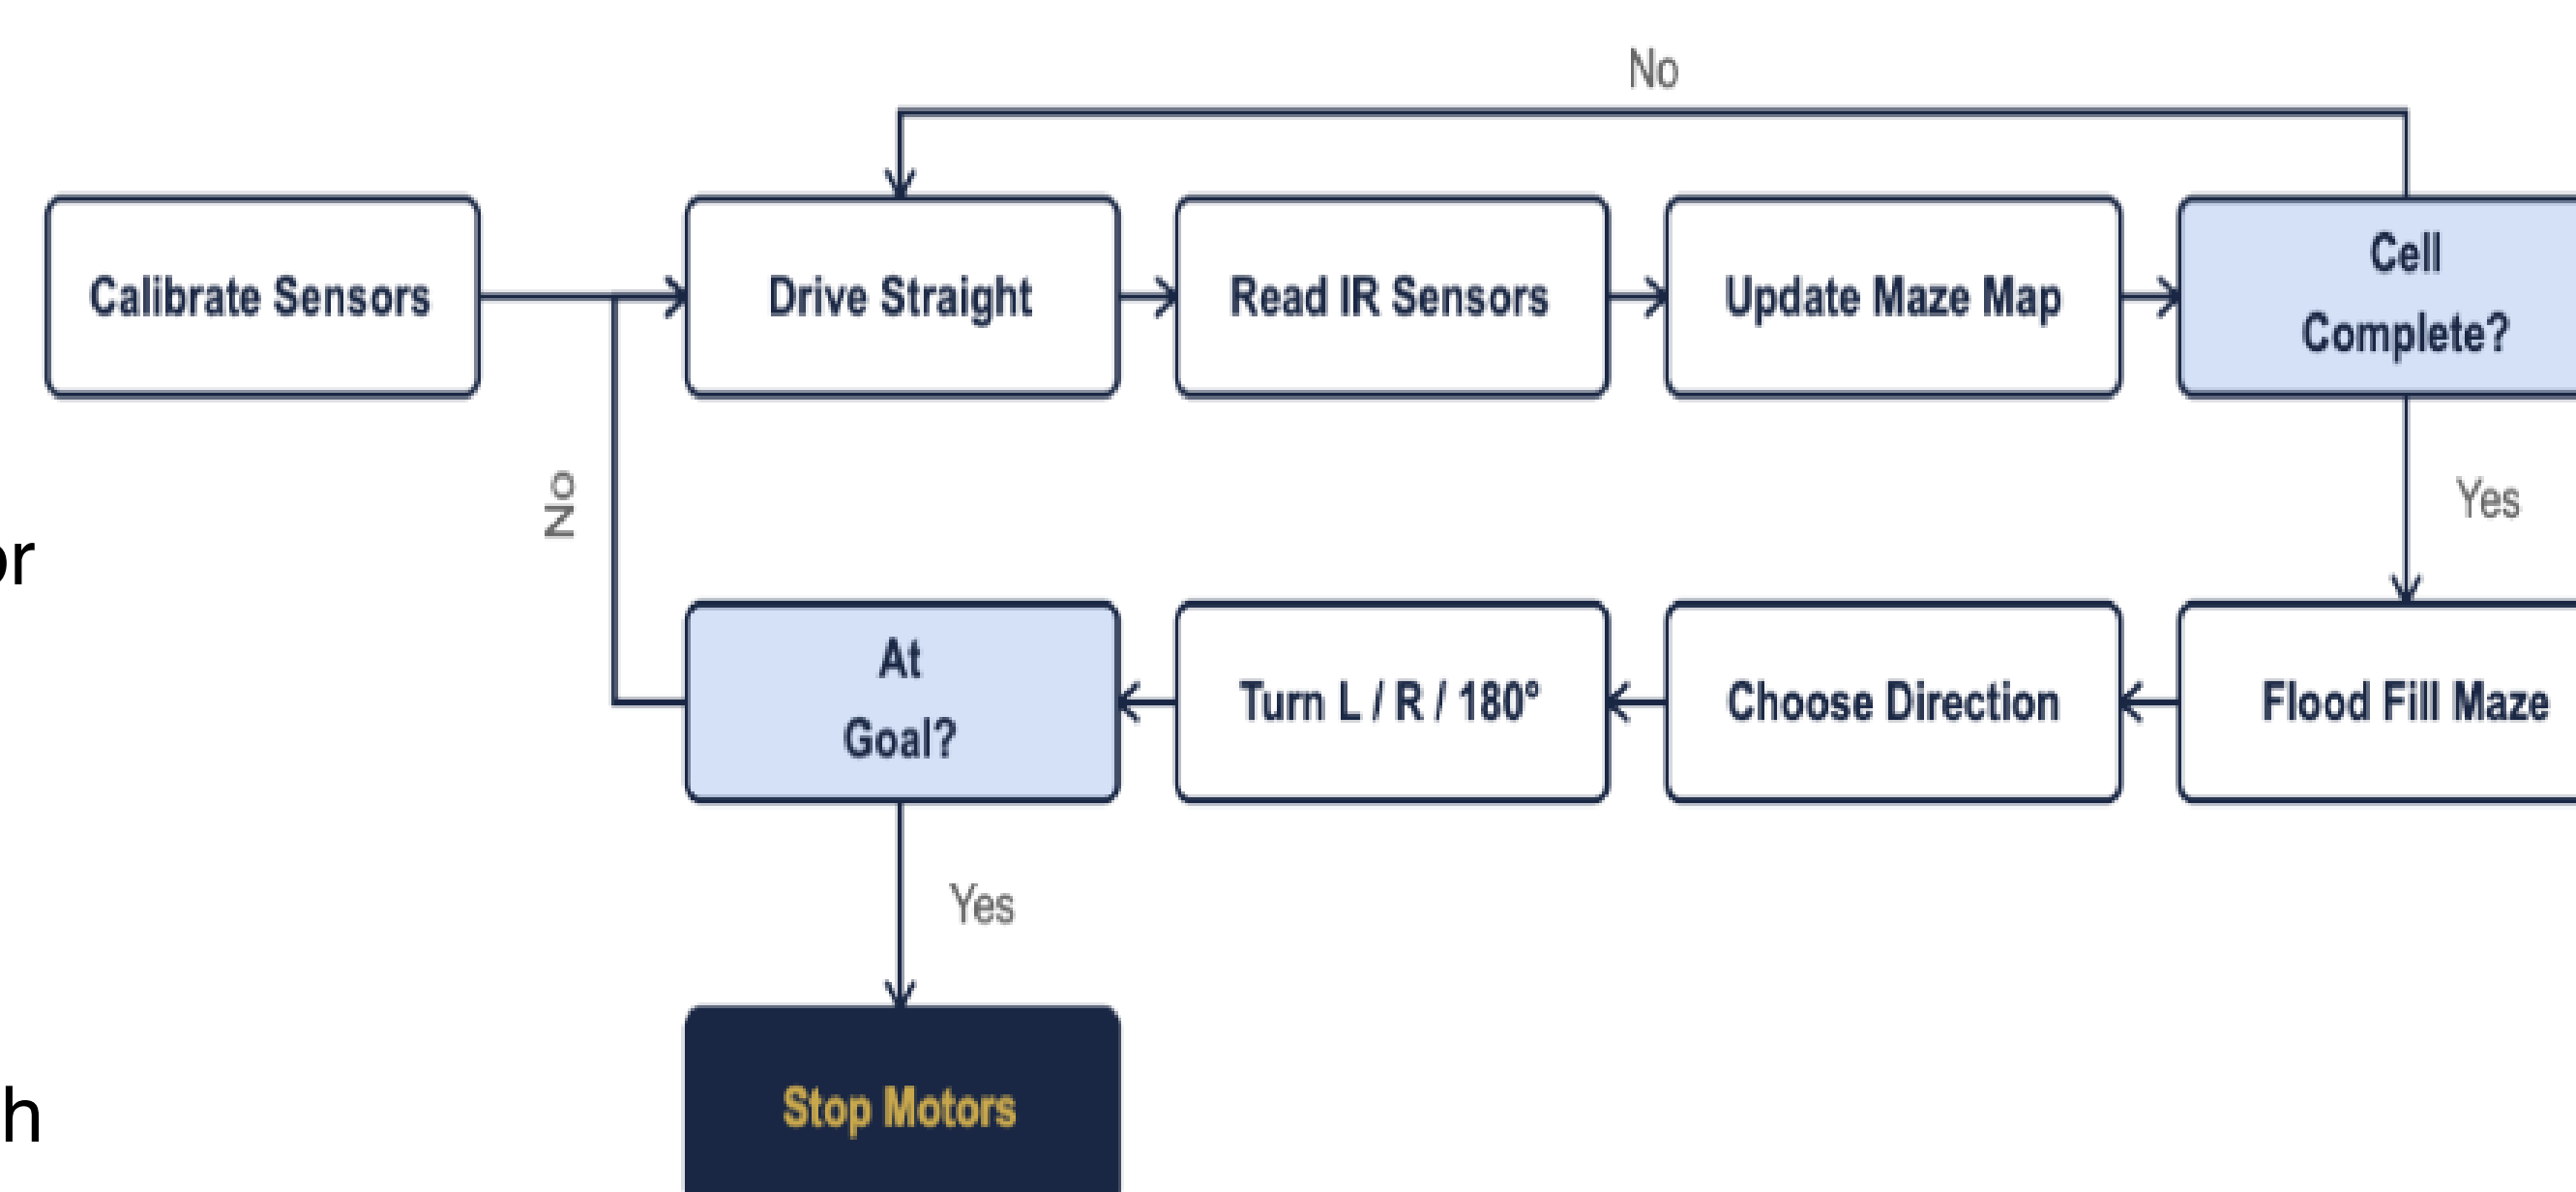 No
Calibrate Sensors
Drive Straight
Read IR Sensors
Update Maze Map
Cell
Complete?
No
Yes
or
At
Goal?
Turn L / R / 180°
Choose Direction
Flood Fill Maze
Yes
Stop Motors
h